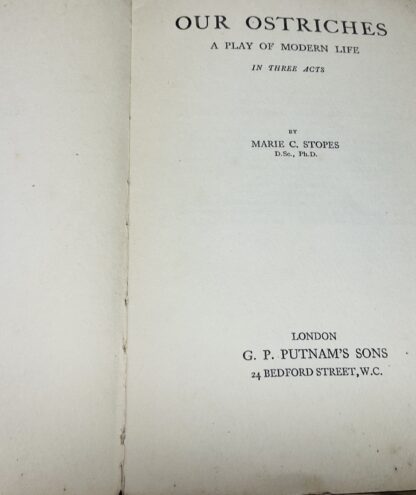 OUR OSTRICHES
A PLAY OF MODERN LIFE
IN THREE ACTS
BY
MARIE C. STOPES
D.Sc., Ph.D.
LONDON
G. P. PUTNAM'S SONS
24 BEDFORD STREET, W.C.